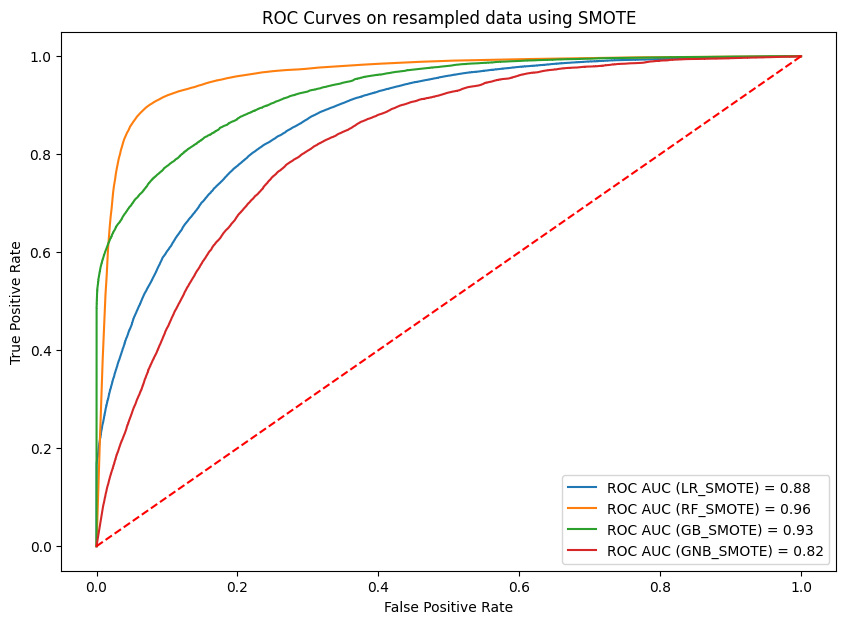 ROC Curves on resampled data using SMOTE
True Positive Rate
1.0
0.8
0.6
0.4
0.2
0.0
ROC AUC (LR_SMOTE) = 0.88
ROC AUC (RF_SMOTE) = 0.96
ROC AUC (GB_SMOTE) = 0.93
ROC AUC (GNB_SMOTE) = 0.82
0.0 0.2 0.4 0.6 0.8 1.0
False Positive Rate